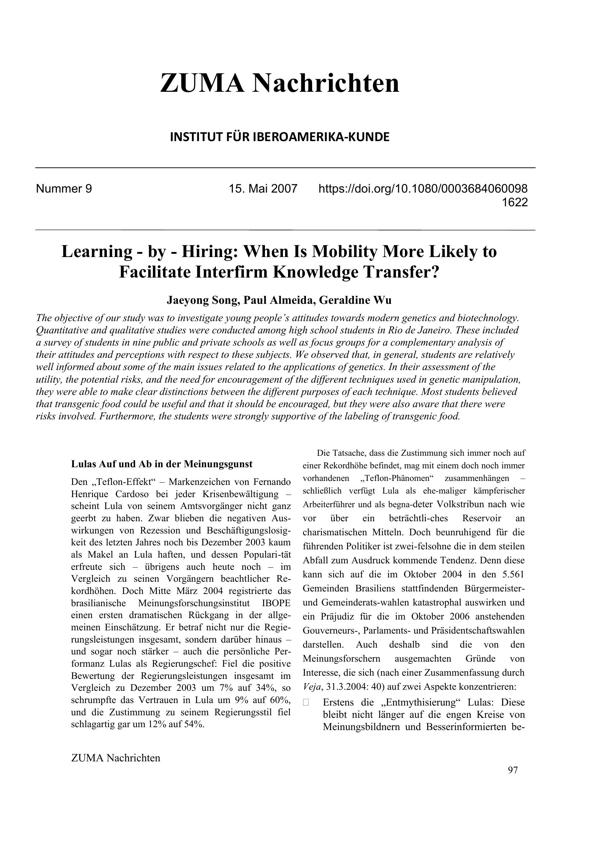 ZUMA Nachrichten
INSTITUT FÜR IBEROAMERIKA-KUNDE
Nummer 9 15. Mai 2007 https://doi.org/10.1080/0003684060098
1622
Learning - by - Hiring: When Is Mobility More Likely to
Facilitate Interfirm Knowledge Transfer?
Jaeyong Song, Paul Almeida, Geraldine Wu
The objective of our study was to investigate young people´s attitudes towards modern genetics and biotechnology.
Quantitative and qualitative studies were conducted among high school students in Rio de Janeiro. These included
a survey of students in nine public and private schools as well as focus groups for a complementary analysis of
their attitudes and perceptions with respect to these subjects. We observed that, in general, students are relatively
well informed about some of the main issues related to the applications of genetics. In their assessment of the
utility, the potential risks, and the need for encouragement of the different techniques used in genetic manipulation,
they were able to make clear distinctions between the different purposes of each technique. Most students believed
that transgenic food could be useful and that it should be encouraged, but they were also aware that there were
risks involved. Furthermore, the students were strongly supportive of the labeling of transgenic food.
Lulas Auf und Ab in der Meinungsgunst
Den „Teflon-Effekt“ – Markenzeichen von Fernando
Henrique Cardoso bei jeder Krisenbewältigung –
scheint Lula von seinem Amtsvorgänger nicht ganz
geerbt zu haben. Zwar blieben die negativen Aus-
wirkungen von Rezession und Beschäftigungslosig-
keit des letzten Jahres noch bis Dezember 2003 kaum
als Makel an Lula haften, und dessen Populari-tät
erfreute sich – übrigens auch heute noch – im
Vergleich zu seinen Vorgängern beachtlicher Re-
kordhöhen. Doch Mitte März 2004 registrierte das
brasilianische Meinungsforschungsinstitut IBOPE
einen ersten dramatischen Rückgang in der allge-
meinen Einschätzung. Er betraf nicht nur die Regie-
rungsleistungen insgesamt, sondern darüber hinaus –
und sogar noch stärker – auch die persönliche Per-
formanz Lulas als Regierungschef: Fiel die positive
Bewertung der Regierungsleistungen insgesamt im
Vergleich zu Dezember 2003 um 7% auf 34%, so
schrumpfte das Vertrauen in Lula um 9% auf 60%,
und die Zustimmung zu seinem Regierungsstil fiel
schlagartig gar um 12% auf 54%.
Die Tatsache, dass die Zustimmung sich immer noch auf
einer Rekordhöhe befindet, mag mit einem doch noch immer
vorhandenen „Teflon-Phänomen“ zusammenhängen –
schließlich verfügt Lula als ehe-maliger kämpferischer
Arbeiterführer und als begna-deter Volkstribun nach wie
vor über ein beträchtli-ches Reservoir an
charismatischen Mitteln. Doch beunruhigend für die
führenden Politiker ist zwei-felsohne die in dem steilen
Abfall zum Ausdruck kommende Tendenz. Denn diese
kann sich auf die im Oktober 2004 in den 5.561
Gemeinden Brasiliens stattfindenden Bürgermeister-
und Gemeinderats-wahlen katastrophal auswirken und
ein Präjudiz für die im Oktober 2006 anstehenden
Gouverneurs-, Parlaments- und Präsidentschaftswahlen
darstellen. Auch deshalb sind die von den
Meinungsforschern ausgemachten Gründe von
Interesse, die sich (nach einer Zusammenfassung durch
Veja, 31.3.2004: 40) auf zwei Aspekte konzentrieren:
Erstens die „Entmythisierung“ Lulas: Diese
bleibt nicht länger auf die engen Kreise von
Meinungsbildnern und Besserinformierten be-
ZUMA Nachrichten
97